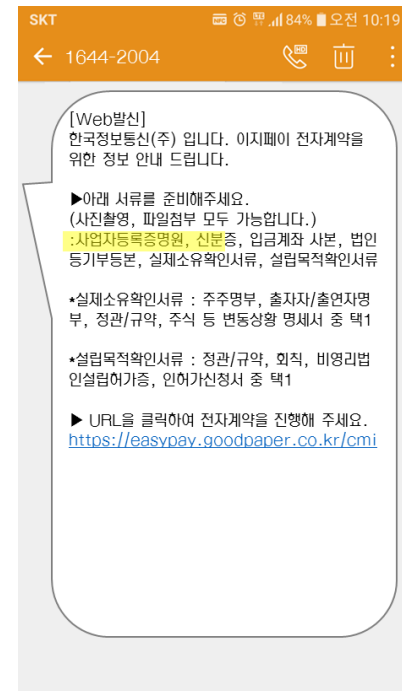 SKT 84% 오전 10:19
1644-2004
[Web발신]
한국정보통신(주) 입니다. 이지페이 전자계약을
위한 정보 안내 드립니다.
▶아래 서류를 준비해주세요.
(사진촬영, 파일첨부 모두 가능합니다.)
:사업자등록증명원, 신분증, 입금계좌 사본, 법인
등기부등본, 실제소유확인서류, 설립목적확인서류
*실제소유확인서류 : 주주명부, 출자자/출연자명
부, 정관/규약, 주식 등 변동상황 명세서 중 택1
*설립목적확인서류 : 정관/규약, 회칙, 비영리법
인설립허가증, 인허가신청서 중 택1
▶ URL을 클릭하여 전자계약을 진행해 주세요.
https://easypay.goodpaper.co.kr/cmi